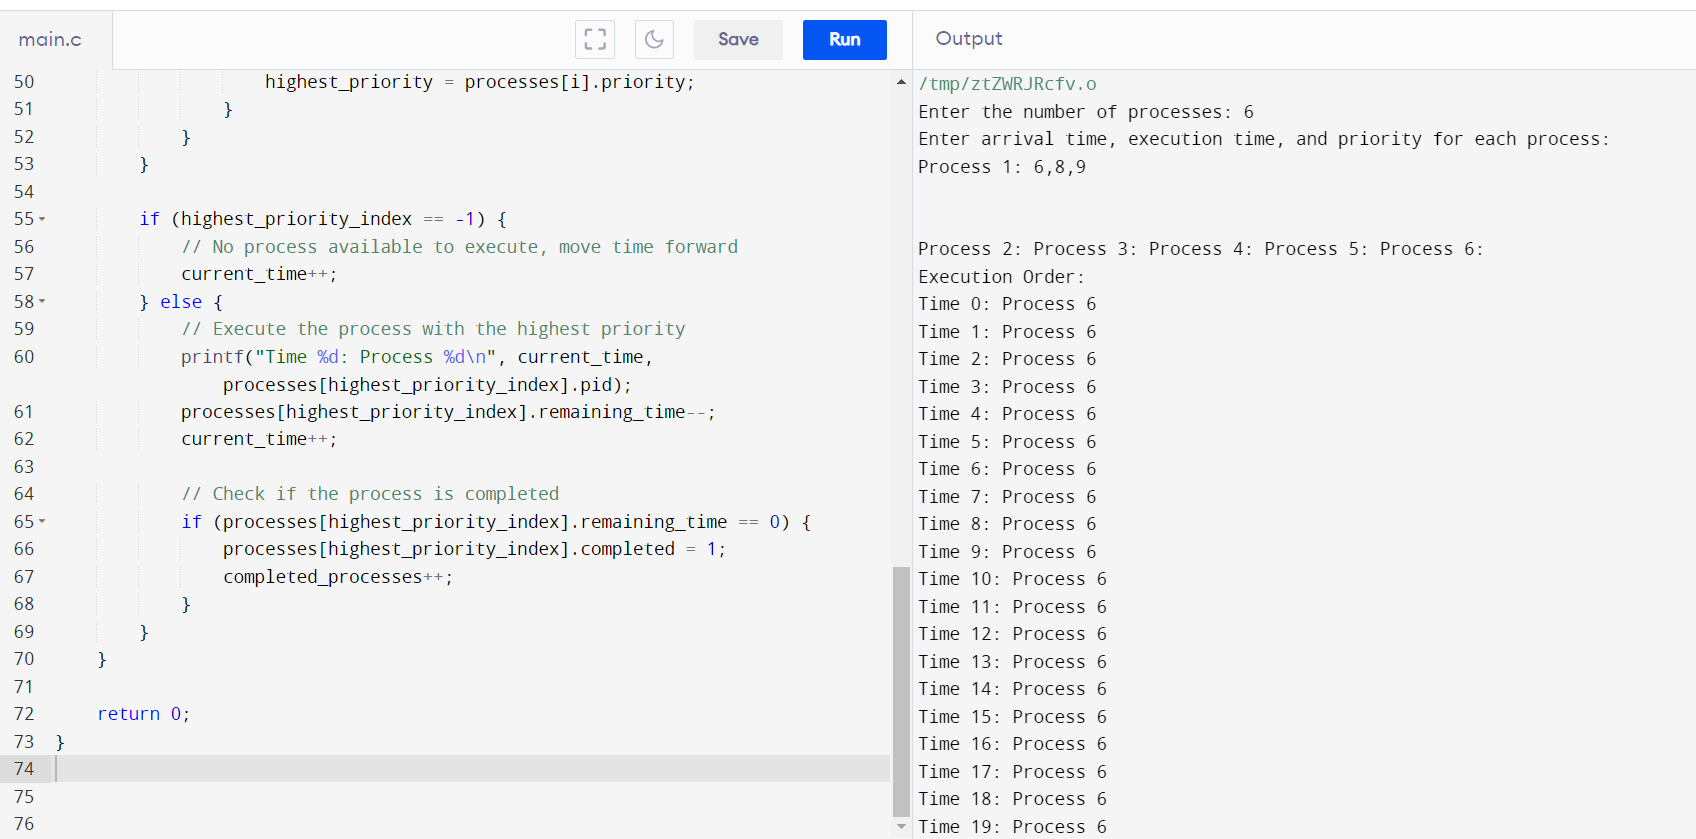 main.c
Save
Run
Output
50 highest_priority = processes[i].priority;
51 }
52 }
53 }
54
55 if (highest_priority_index == -1) {
56 // No process available to execute, move time forward
57 current_time++;
58 } else {
59 // Execute the process with the highest priority
60 printf("Time %d: Process %d\n", current_time,
processes[highest_priority_index].pid);
61 processes[highest_priority_index].remaining_time--;
62 current_time++;
63
64 // Check if the process is completed
65 if (processes[highest_priority_index].remaining_time == 0) {
66 processes[highest_priority_index].completed = 1;
67 completed_processes++;
68 }
69 }
70 }
71
72 return 0;
73 }
74
75
76
/tmp/ztZWRJRcfv.o
Enter the number of processes: 6
Enter arrival time, execution time, and priority for each process:
Process 1: 6,8,9
Process 2: Process 3: Process 4: Process 5: Process 6:
Execution Order:
Time 0: Process 6
Time 1: Process 6
Time 2: Process 6
Time 3: Process 6
Time 4: Process 6
Time 5: Process 6
Time 6: Process 6
Time 7: Process 6
Time 8: Process 6
Time 9: Process 6
Time 10: Process 6
Time 11: Process 6
Time 12: Process 6
Time 13: Process 6
Time 14: Process 6
Time 15: Process 6
Time 16: Process 6
Time 17: Process 6
Time 18: Process 6
Time 19: Process 6